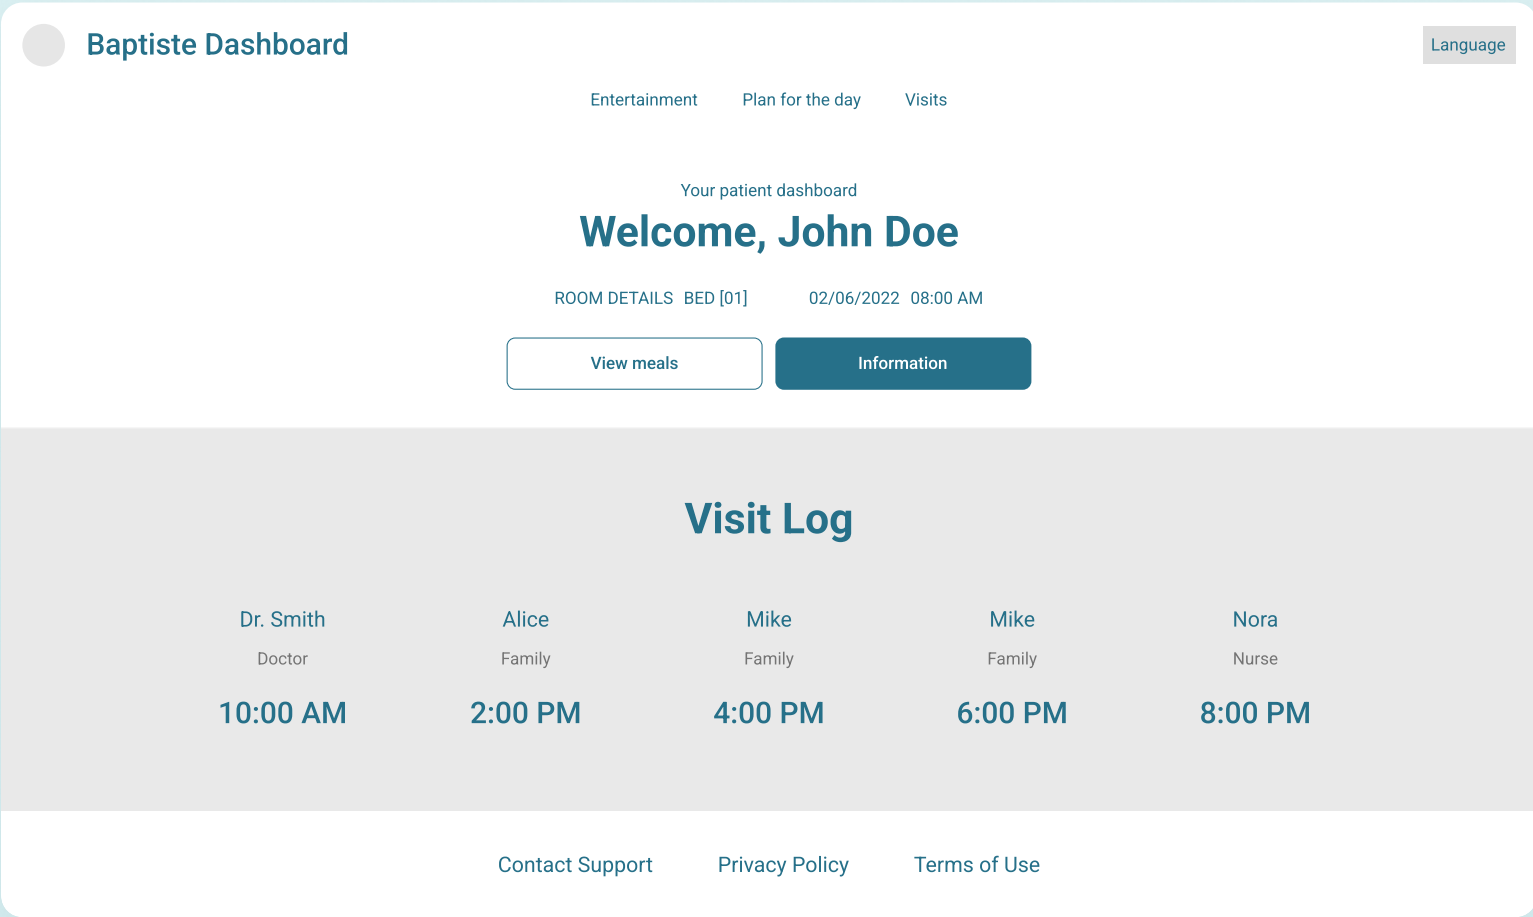 Baptiste Dashboard
Language
Entertainment Plan for the day Visits
Your patient dashboard
Welcome, John Doe
ROOM DETAILS BED [01] 02/06/2022 08:00 AM
View meals Information
Visit Log
Dr. Smith Alice Mike Mike Nora
Doctor Family Family Family Nurse
10:00 AM 2:00 PM 4:00 PM 6:00 PM 8:00 PM
Contact Support Privacy Policy Terms of Use